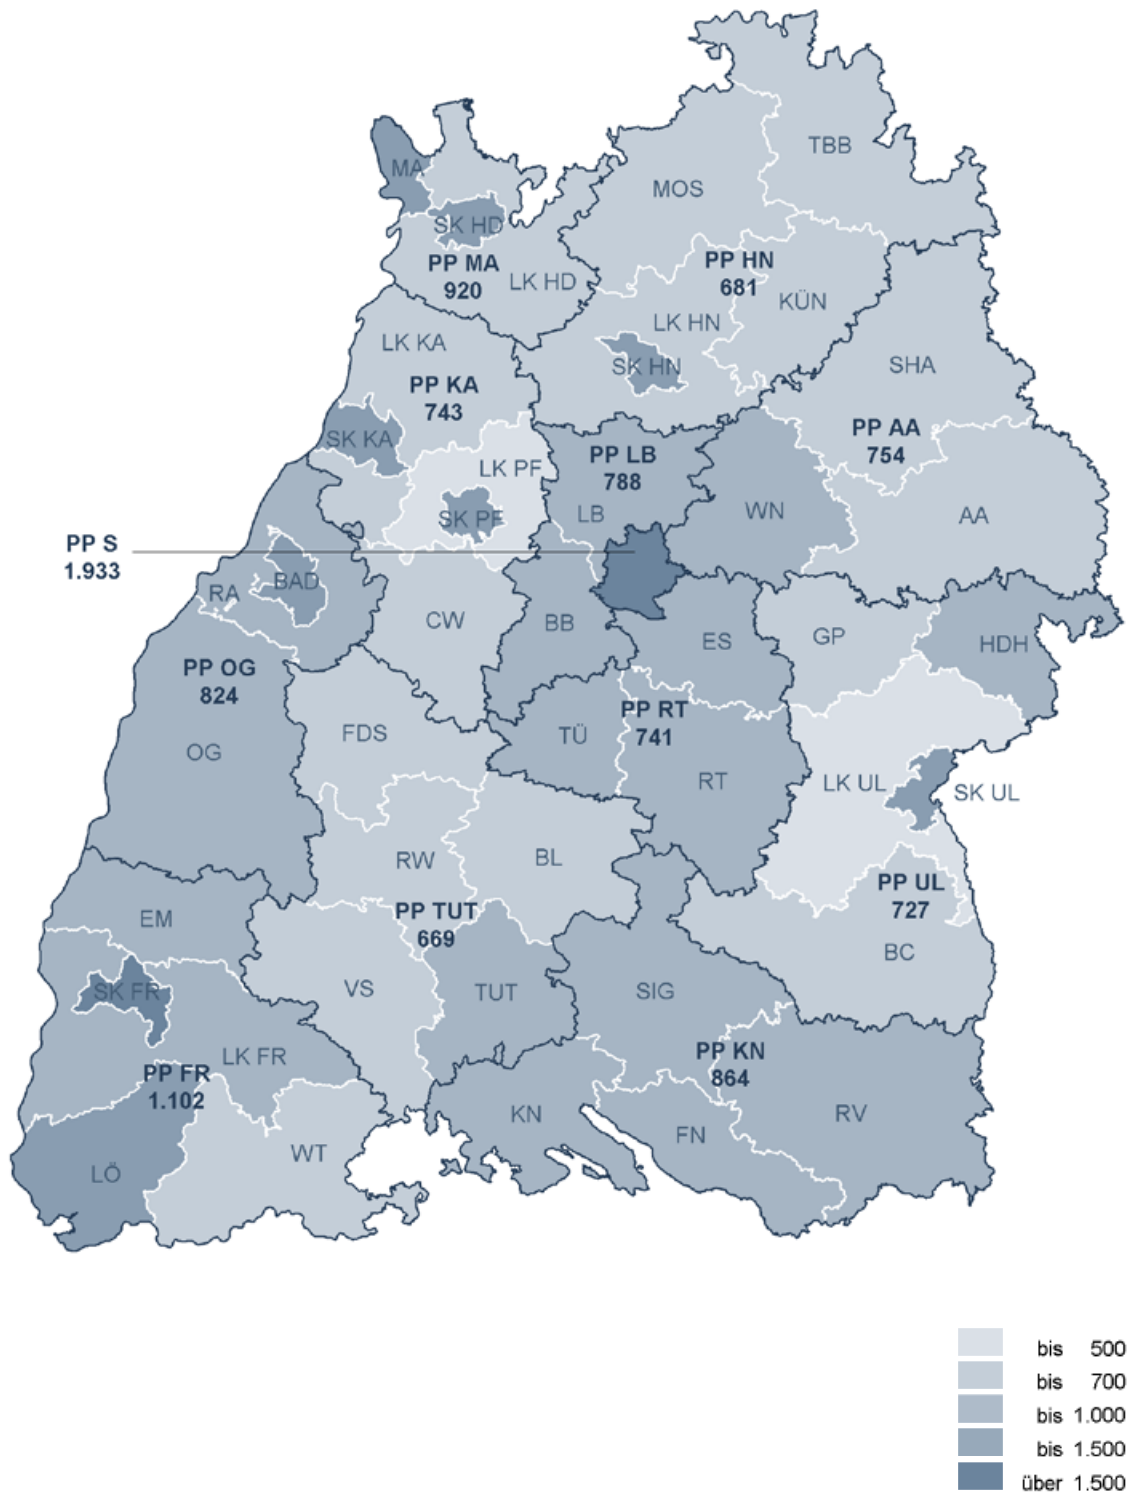 TBB
MA
MOS
SK HD
PP MA
920
LK HD
PP HN
681
KÜN
LK HN
LK KA
SK HN
SHA
PP KA
743
SK KA
PP AA
754
PP LB
788
LK PF
SK PF
LB
WN
AA
PP S
1.933
BAD
RA
CW
BB
ES
GP
HDH
PP OG
824
PP RT
741
FDS
TÜ
OG
RT
LK UL
SK UL
RW
BL
PP UL
727
EM
PP TUT
669
BC
VS
TUT
SIG
SK FR
LK FR
PP KN
864
PP FR
1.102
KN
FN
RV
WT
LÖ
bis 500
bis 700
bis 1.000
bis 1.500
über 1.500